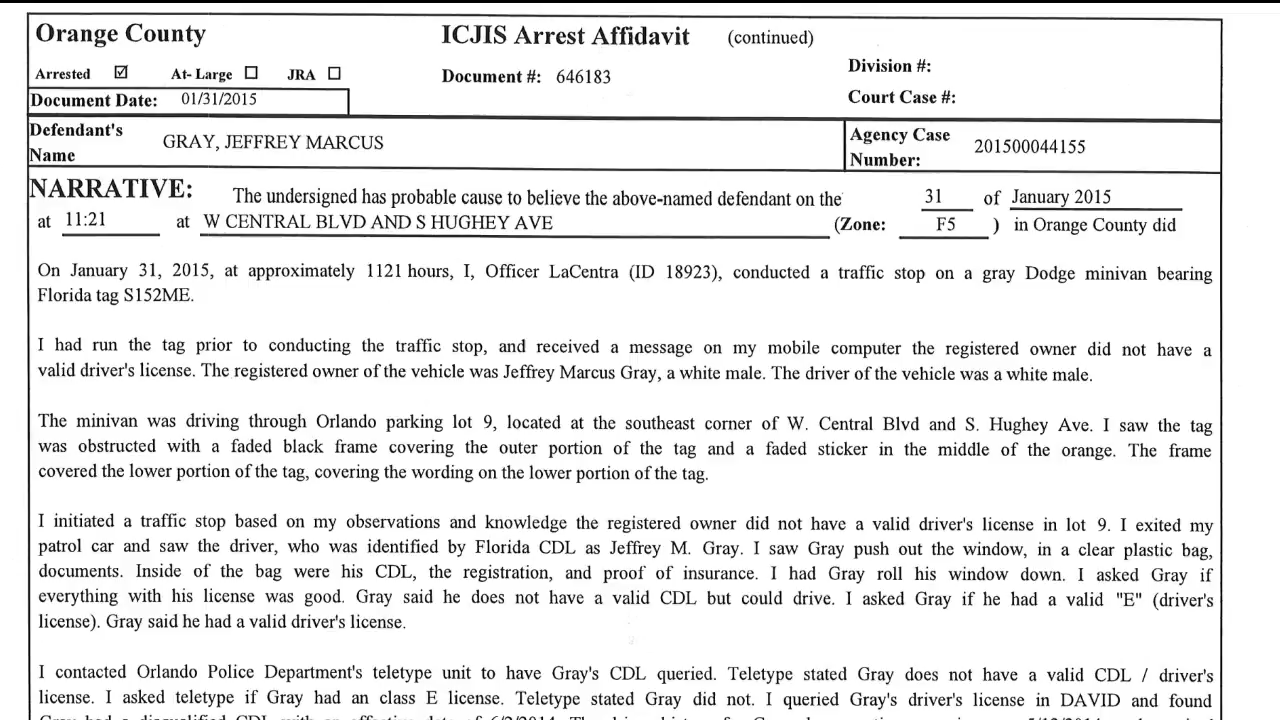 Orange County ICJIS Arrest Affidavit (continued)
Arrested ☑ At- Large ☐ JRA ☐ Document #: 646183 Division #:
Document Date: 01/31/2015 Court Case #:
Defendant's Name GRAY, JEFFREY MARCUS Agency Case Number: 201500044155
NARRATIVE: The undersigned has probable cause to believe the above-named defendant on the 31 of January 2015
at 11:21 at W CENTRAL BLVD AND S HUGHEY AVE (Zone: F5 ) in Orange County did
On January 31, 2015, at approximately 1121 hours, I, Officer LaCentra (ID 18923), conducted a traffic stop on a gray Dodge minivan bearing
Florida tag S152ME.
I had run the tag prior to conducting the traffic stop, and received a message on my mobile computer the registered owner did not have a
valid driver's license. The registered owner of the vehicle was Jeffrey Marcus Gray, a white male. The driver of the vehicle was a white male.
The minivan was driving through Orlando parking lot 9, located at the southeast corner of W. Central Blvd and S. Hughey Ave. I saw the tag
was obstructed with a faded black frame covering the outer portion of the tag and a faded sticker in the middle of the orange. The frame
covered the lower portion of the tag, covering the wording on the lower portion of the tag.
I initiated a traffic stop based on my observations and knowledge the registered owner did not have a valid driver's license in lot 9. I exited my
patrol car and saw the driver, who was identified by Florida CDL as Jeffrey M. Gray. I saw Gray push out the window, in a clear plastic bag,
documents. Inside of the bag were his CDL, the registration, and proof of insurance. I had Gray roll his window down. I asked Gray if
everything with his license was good. Gray said he does not have a valid CDL but could drive. I asked Gray if he had a valid "E" (driver's
license). Gray said he had a valid driver's license.
I contacted Orlando Police Department's teletype unit to have Gray's CDL queried. Teletype stated Gray does not have a valid CDL / driver's
license. I asked teletype if Gray had an class E license. Teletype stated Gray did not. I queried Gray's driver's license in DAVID and found